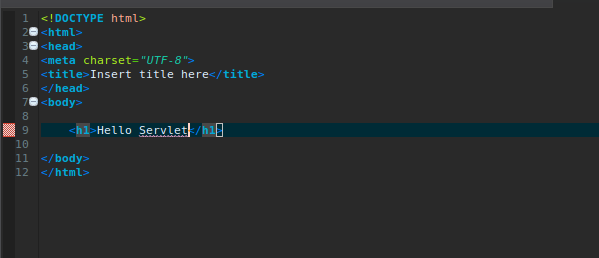 1 <!DOCTYPE html>
2 <html>
3 <head>
4 <meta charset="UTF-8">
5 <title>Insert title here</title>
6 </head>
7 <body>
8
9 <h1>Hello Servlet</h1>
10
11 </body>
12 </html>